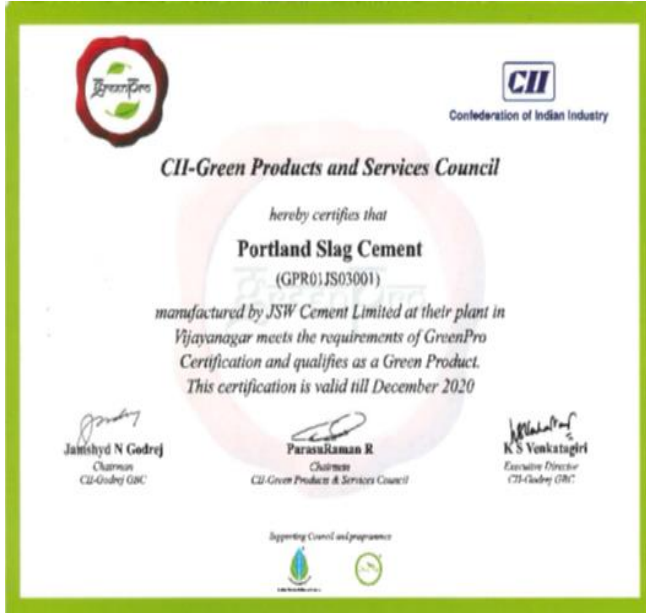 GreenPro
CII
Confederation of Indian Industry
CII-Green Products and Services Council
hereby certifies that
Portland Slag Cement
(GPR01JS03001)
manufactured by JSW Cement Limited at their plant in
Vijayanagar meets the requirements of GreenPro
Certification and qualifies as a Green Product.
This certification is valid till December 2020
Jamshyd N Godrej
Chairman
CII-Godrej GBC
ParasuRaman R
Chairman
CII-Green Products & Services Council
K S Venkatagiri
Executive Director
CII-Godrej GBC
Supporting Council and programmes